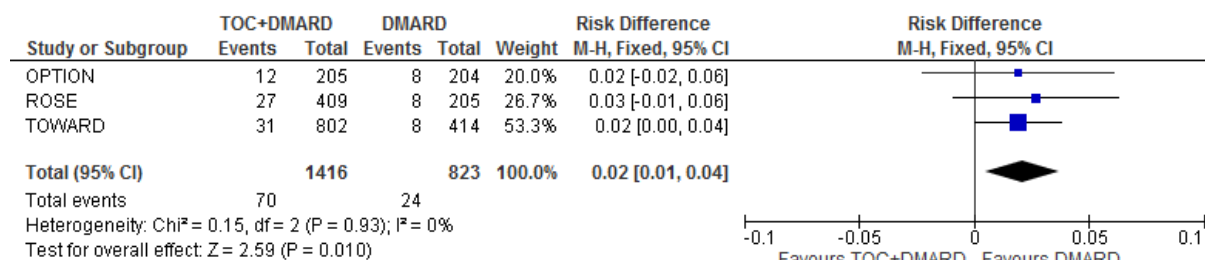 TOC+DMARD DMARD Risk Difference Risk Difference
Study or Subgroup Events Total Events Total Weight M-H, Fixed, 95% CI M-H, Fixed, 95% CI
OPTION 12 205 8 204 20.0% 0.02 [-0.02, 0.06]
ROSE 27 409 8 205 26.7% 0.03 [-0.01, 0.06]
TOWARD 31 802 8 414 53.3% 0.02 [0.00, 0.04]
Total (95% CI) 1416 823 100.0% 0.02 [0.01, 0.04]
Total events 70 24
Heterogeneity: Chi² = 0.15, df = 2 (P = 0.93); I² = 0%
Test for overall effect: Z = 2.59 (P = 0.010)
-0.1 -0.05 0 0.05 0.1
Favours TOC+DMARD Favours DMARD